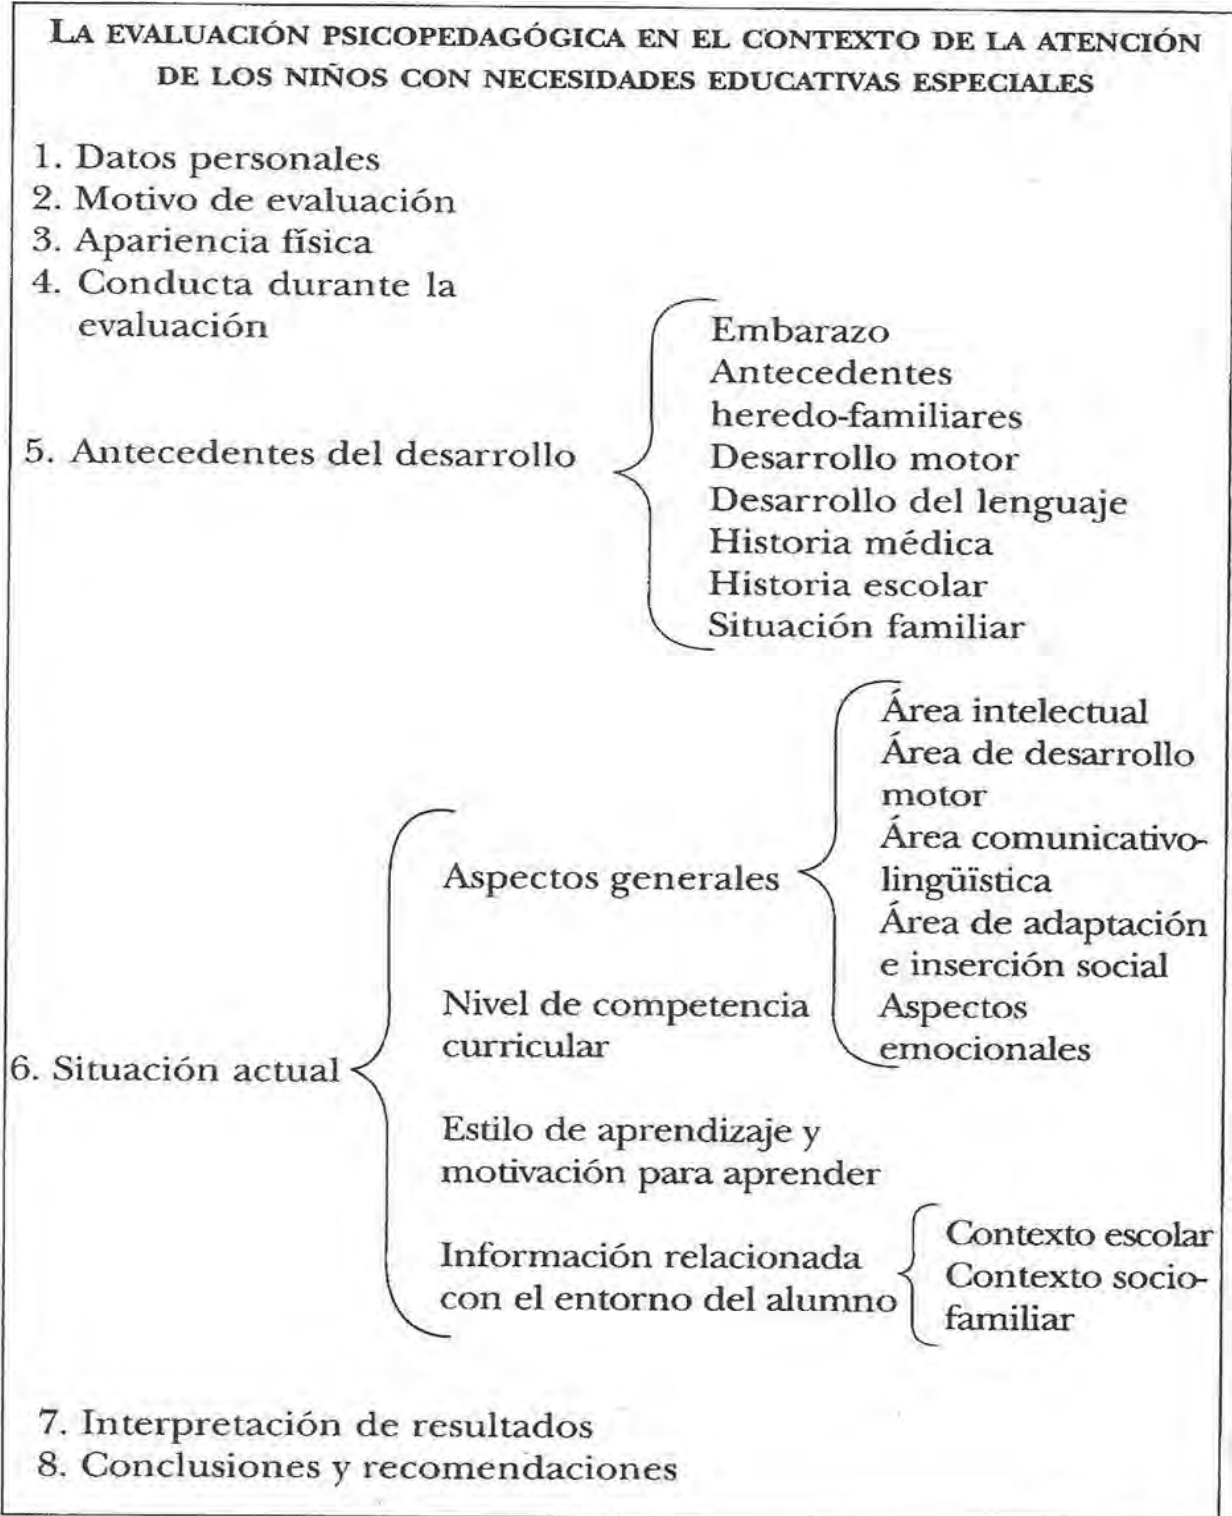 LA EVALUACIÓN PSICOPEDAGÓGICA EN EL CONTEXTO DE LA ATENCIÓN
DE LOS NIÑOS CON NECESIDADES EDUCATIVAS ESPECIALES
1. Datos personales
2. Motivo de evaluación
3. Apariencia física
4. Conducta durante la
evaluación
5. Antecedentes del desarrollo
Embarazo
Antecedentes
heredo-familiares
Desarrollo motor
Desarrollo del lenguaje
Historia médica
Historia escolar
Situación familiar
6. Situación actual
Aspectos generales
Área intelectual
Área de desarrollo
motor
Área comunicativo-
lingüïstica
Área de adaptación
e inserción social
Aspectos
emocionales
Nivel de competencia
curricular
Estilo de aprendizaje y
motivación para aprender
Información relacionada
con el entorno del alumno
Contexto escolar
Contexto socio-
familiar
7. Interpretación de resultados
8. Conclusiones y recomendaciones